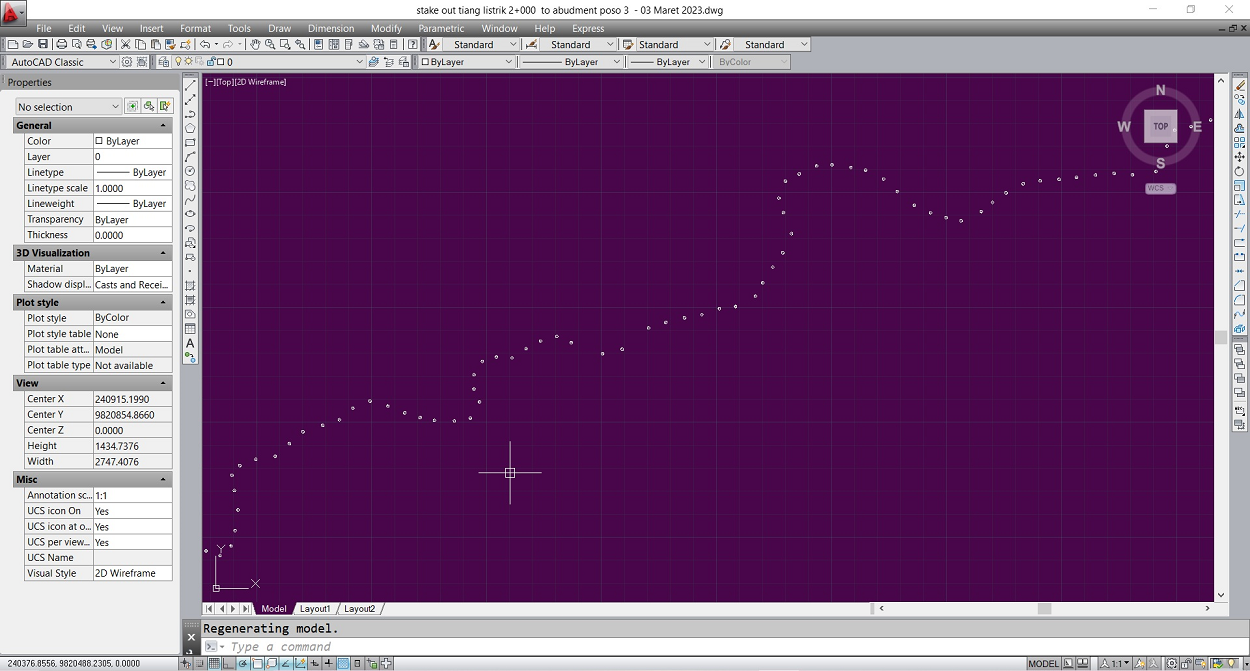 stake out tiang listrik 2+000  to abudment poso 3  - 03 Maret 2023.dwg
File Edit View Insert Format Tools Draw Dimension Modify Parametric Window Help Express
Standard Standard Standard Standard
AutoCAD Classic 0 ByLayer ByLayer ByLayer ByColor
Properties
[−][Top][2D Wireframe]
No selection
General
Color ByLayer
Layer 0
Linetype ByLayer
Linetype scale 1.0000
Lineweight ByLayer
Transparency ByLayer
Thickness 0.0000
3D Visualization
Material ByLayer
Shadow displ... Casts and Recei...
Plot style
Plot style ByColor
Plot style table None
Plot table att... Model
Plot table type Not available
View
Center X 240915.1990
Center Y 9820854.8660
Center Z 0.0000
Height 1434.7376
Width 2747.4076
Misc
Annotation sc... 1:1
UCS icon On Yes
UCS icon at o... Yes
UCS per view... Yes
UCS Name
Visual Style 2D Wireframe
N
W TOP E
S
WCS
Y
X
A
Model Layout1 Layout2
Regenerating model.
Type a command
240376.8556, 9820488.2305, 0.0000 MODEL 1:1